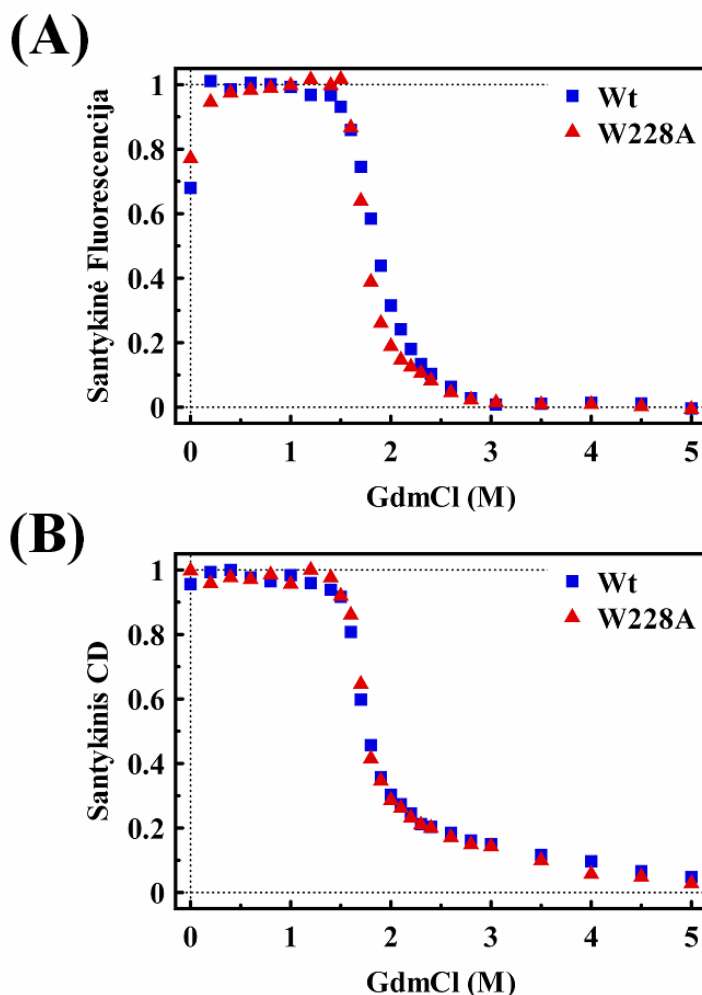 (A)
Santykinė Fluorescencija
1
0.8
0.6
0.4
0.2
0
Wt
W228A
0 1 2 3 4 5
GdmCl (M)
(B)
Santykinis CD
1
0.8
0.6
0.4
0.2
0
Wt
W228A
0 1 2 3 4 5
GdmCl (M)